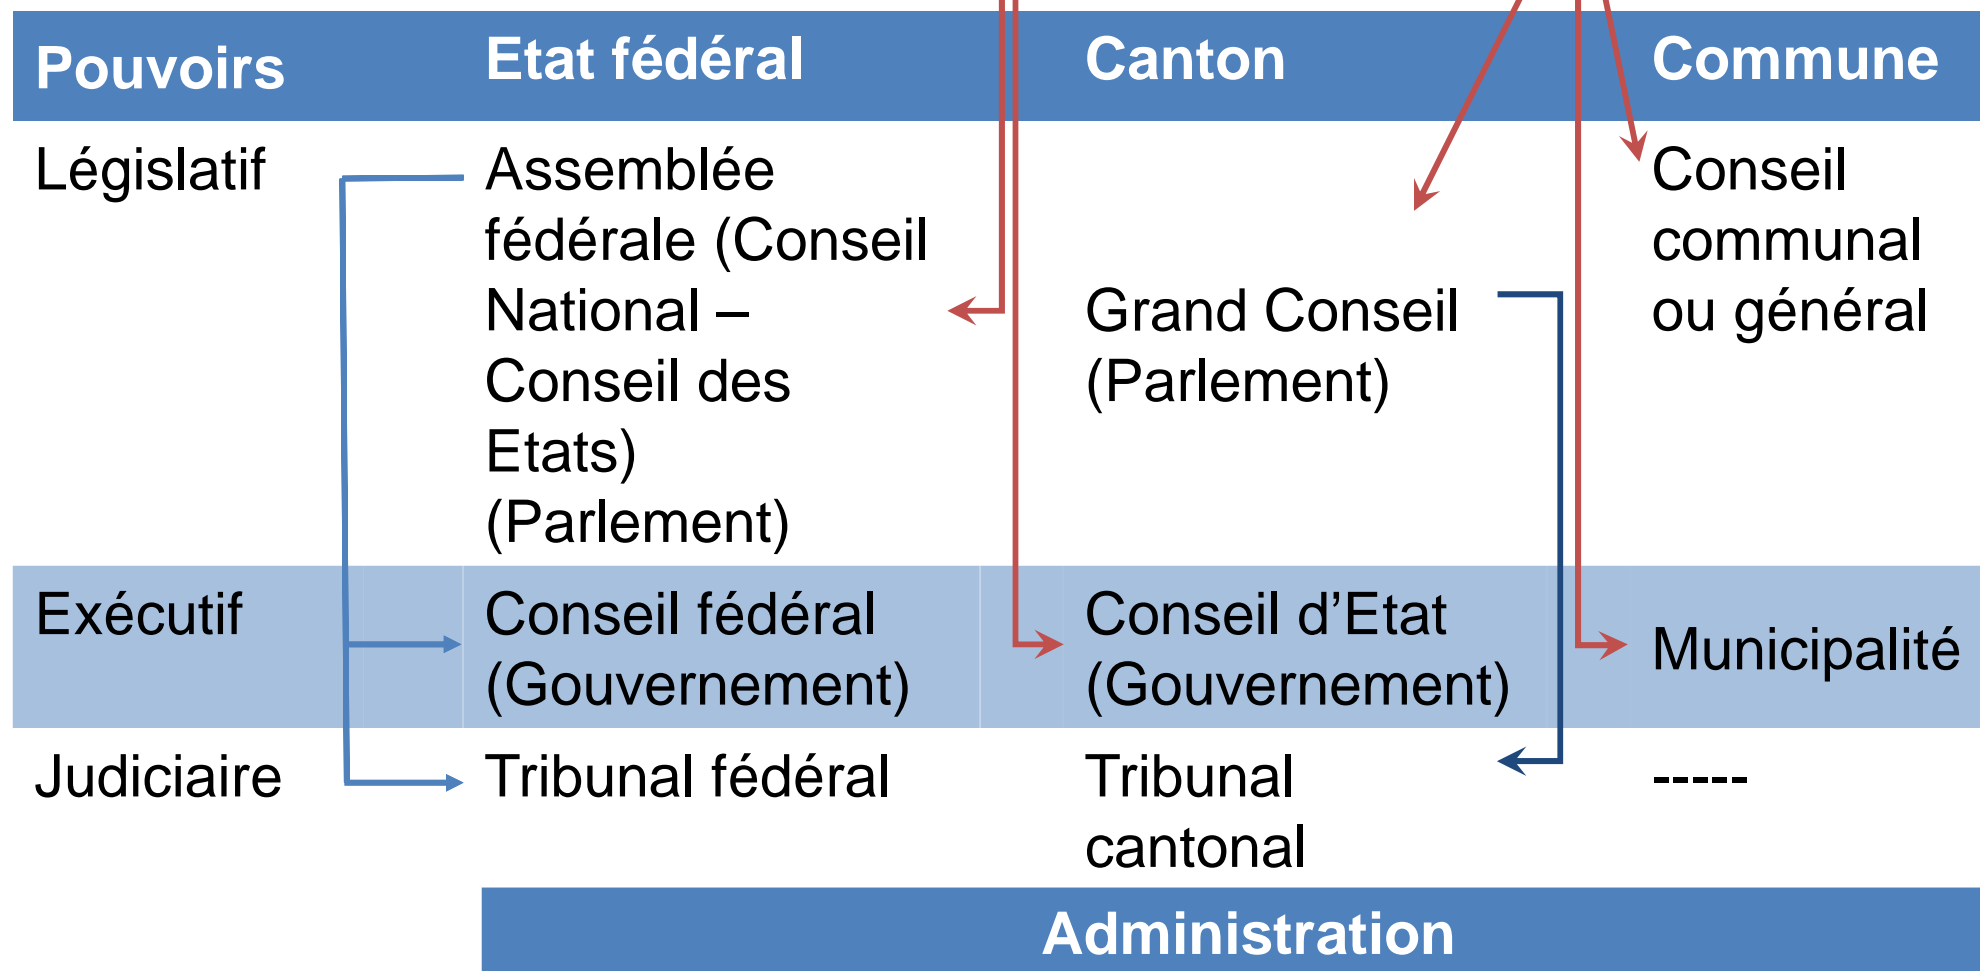 Pouvoirs
Etat fédéral
Canton
Commune
Législatif
Assemblée
fédérale (Conseil
National –
Conseil des
Etats)
(Parlement)
Grand Conseil
(Parlement)
Conseil
communal
ou général
Exécutif
Conseil fédéral
(Gouvernement)
Conseil d’Etat
(Gouvernement)
Municipalité
Judiciaire
Tribunal fédéral
Tribunal
cantonal
-----
Administration